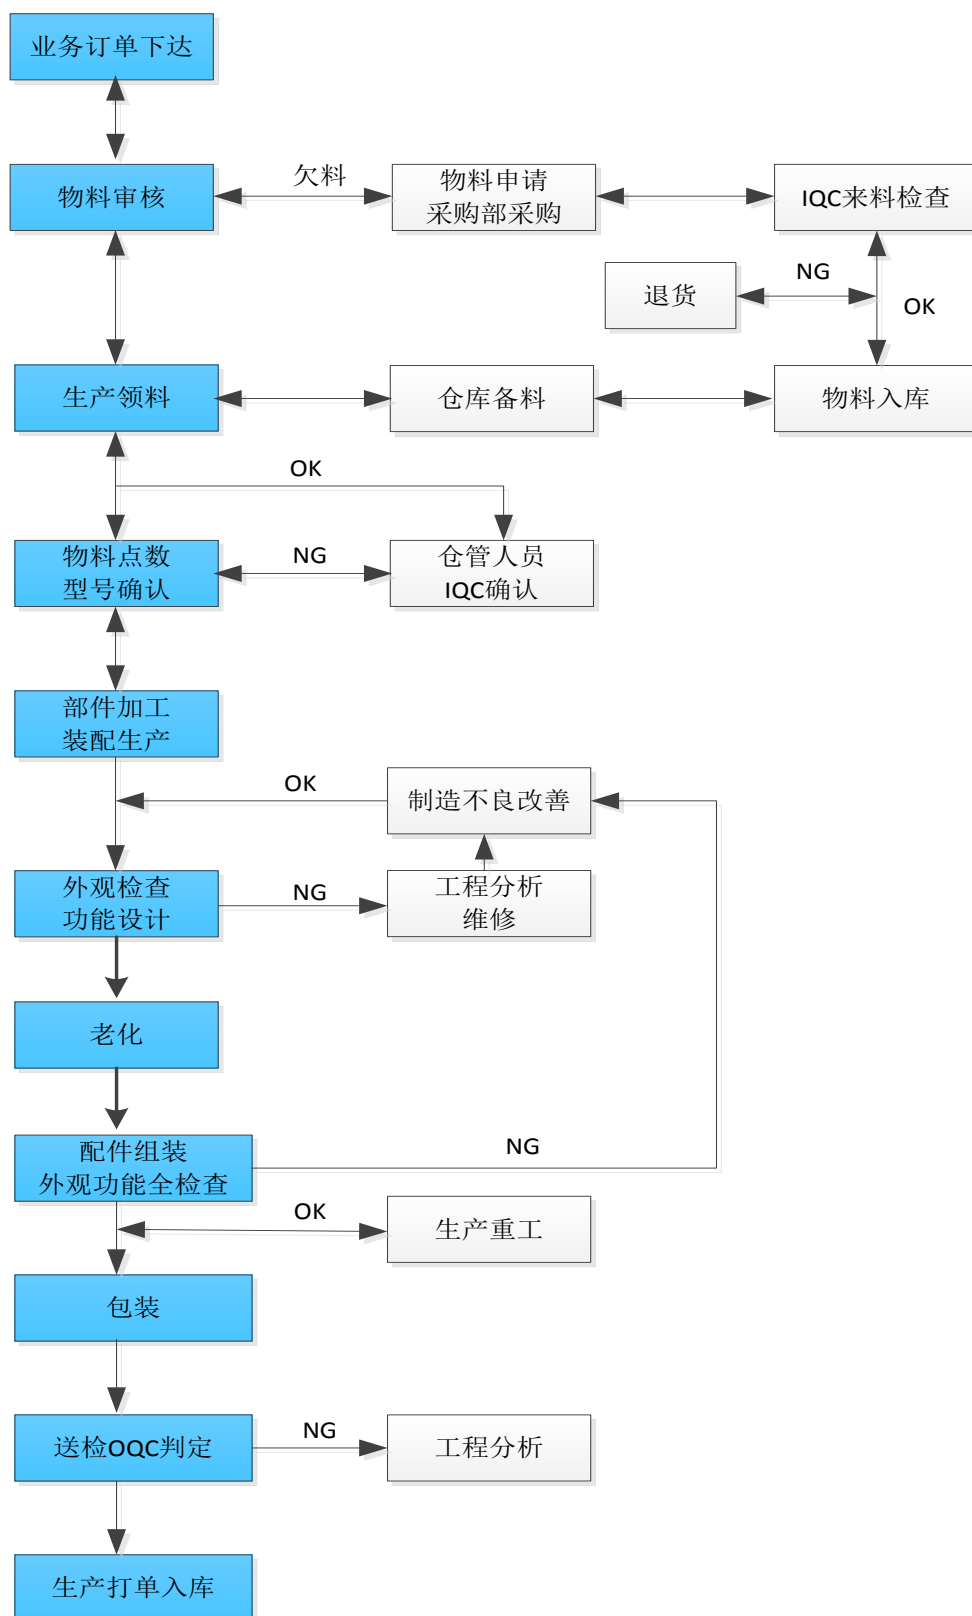 业务订单下达
物料审核
欠料
物料申请
采购部采购
IQC来料检查
退货
NG
OK
生产领料
仓库备料
物料入库
OK
物料点数
型号确认
NG
仓管人员
IQC确认
部件加工
装配生产
OK
制造不良改善
外观检查
功能设计
NG
工程分析
维修
老化
配件组装
外观功能全检查
NG
OK
生产重工
包装
送检OQC判定
NG
工程分析
生产打单入库